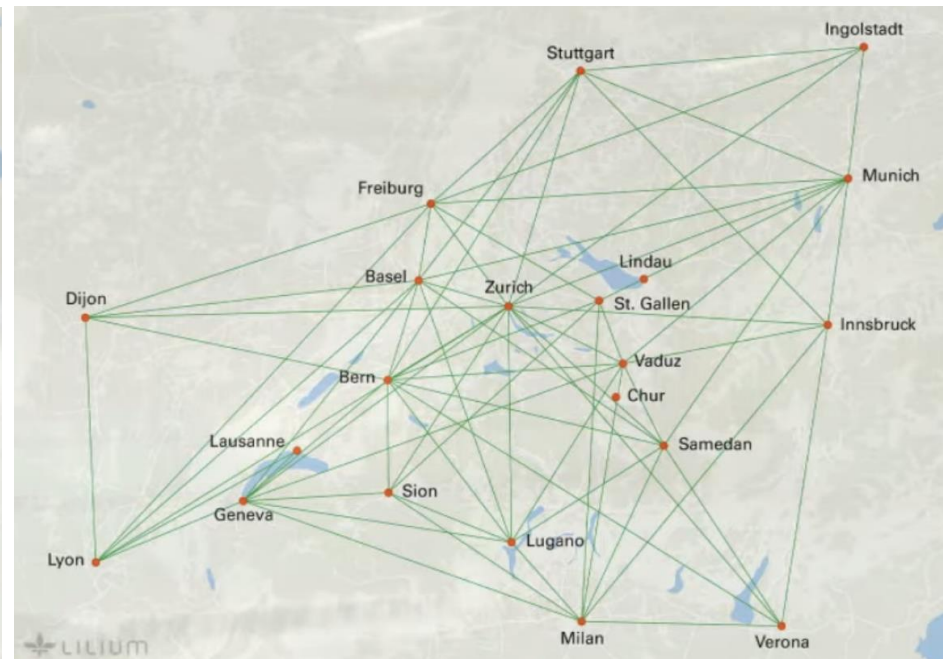 Ingolstadt
Stuttgart
Munich
Freiburg
Lindau
Basel
Zurich
Dijon
St. Gallen
Innsbruck
Vaduz
Bern
Chur
Lausanne
Samedan
Sion
Geneva
Lugano
Lyon
Milan
Verona
LILIUM